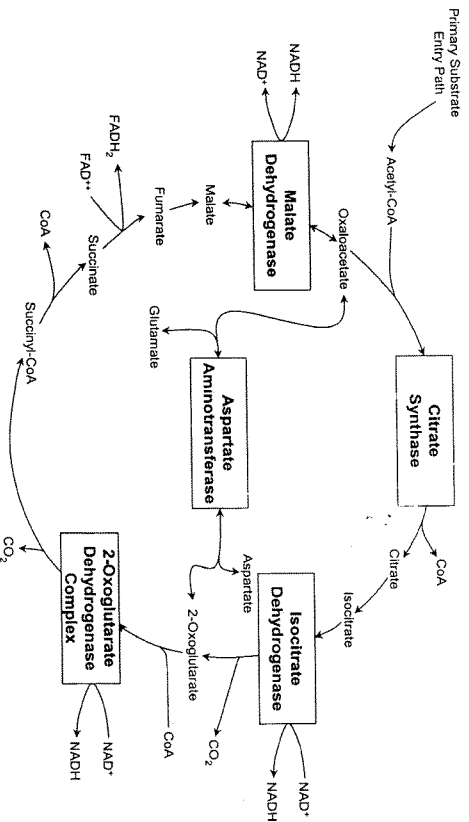 Primary Substrate
Entry Path
Acetyl-CoA
Oxaloacetate
Citrate
Synthase
CoA
Citrate
Isocitrate
Isocitrate
Dehydrogenase
NAD⁺
NADH
CO₂
2-Oxoglutarate
CoA
2-Oxoglutarate
Dehydrogenase
Complex
NAD⁺
NADH
CO₂
Succinyl-CoA
CoA
Succinate
FAD⁺⁺
FADH₂
Fumarate
Malate
Malate
Dehydrogenase
NAD⁺
NADH
Aspartate
Aminotransferase
Glutamate
Aspartate